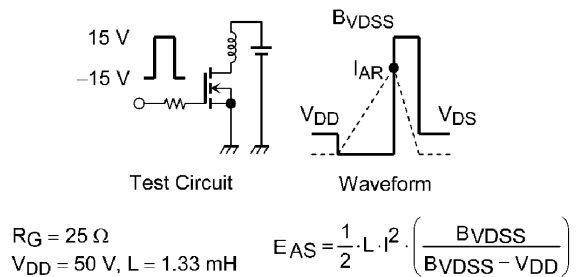 15 V
−15 V
BVDSS
IAR
VDD
VDS
Test Circuit
Waveform
RG = 25 Ω
VDD = 50 V, L = 1.33 mH
EAS = 1/2 · L · I² · (BVDSS / (BVDSS − VDD))